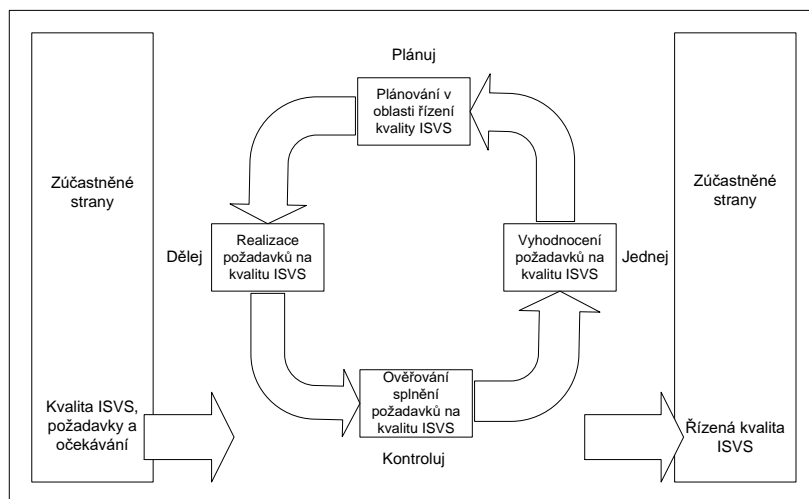 Plánuj
Plánování v
oblasti řízení
kvality ISVS
Zúčastněné
strany
Zúčastněné
strany
Dělej
Realizace
požadavků na
kvalitu ISVS
Vyhodnocení
požadavků na
kvalitu ISVS
Jednej
Ověřování
splnění
požadavků na
kvalitu ISVS
Kontroluj
Kvalita ISVS,
požadavky a
očekávání
Řízená kvalita
ISVS